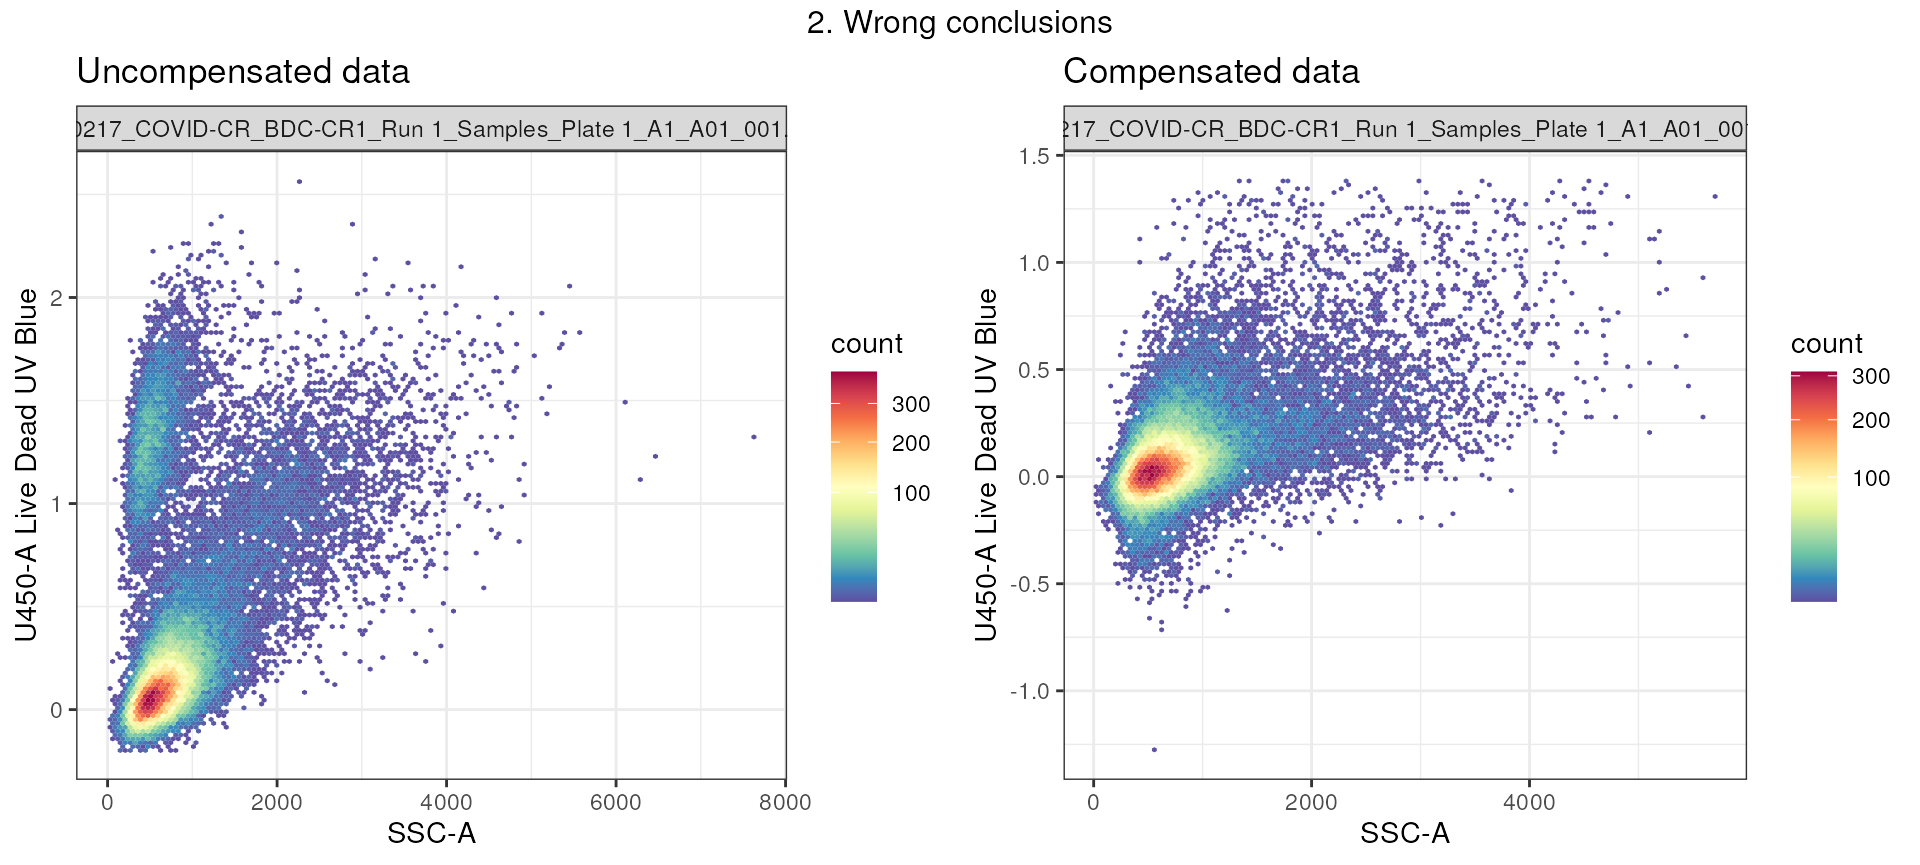 2. Wrong conclusions
Uncompensated data
0217_COVID-CR_BDC-CR1_Run 1_Samples_Plate 1_A1_A01_001.
U450-A Live Dead UV Blue
2
1
0
0 2000 4000 6000 8000
SSC-A
count
300
200
100
Compensated data
217_COVID-CR_BDC-CR1_Run 1_Samples_Plate 1_A1_A01_00
U450-A Live Dead UV Blue
1.5
1.0
0.5
0.0
-0.5
-1.0
0 2000 4000
SSC-A
count
300
200
100